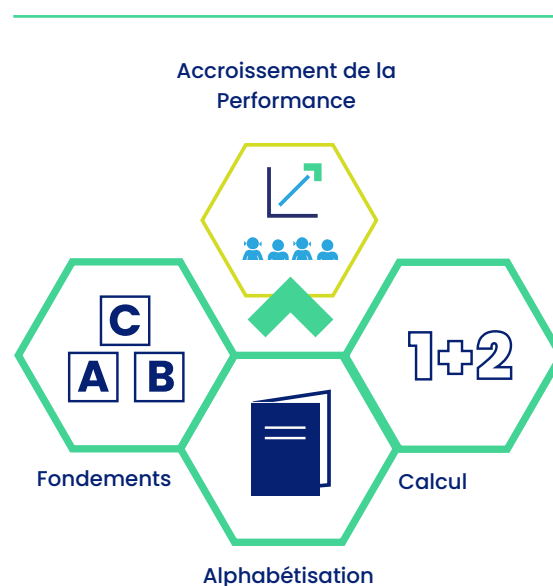 Accroissement de la
Performance
C
A B
1+2
Fondements
Calcul
Alphabétisation